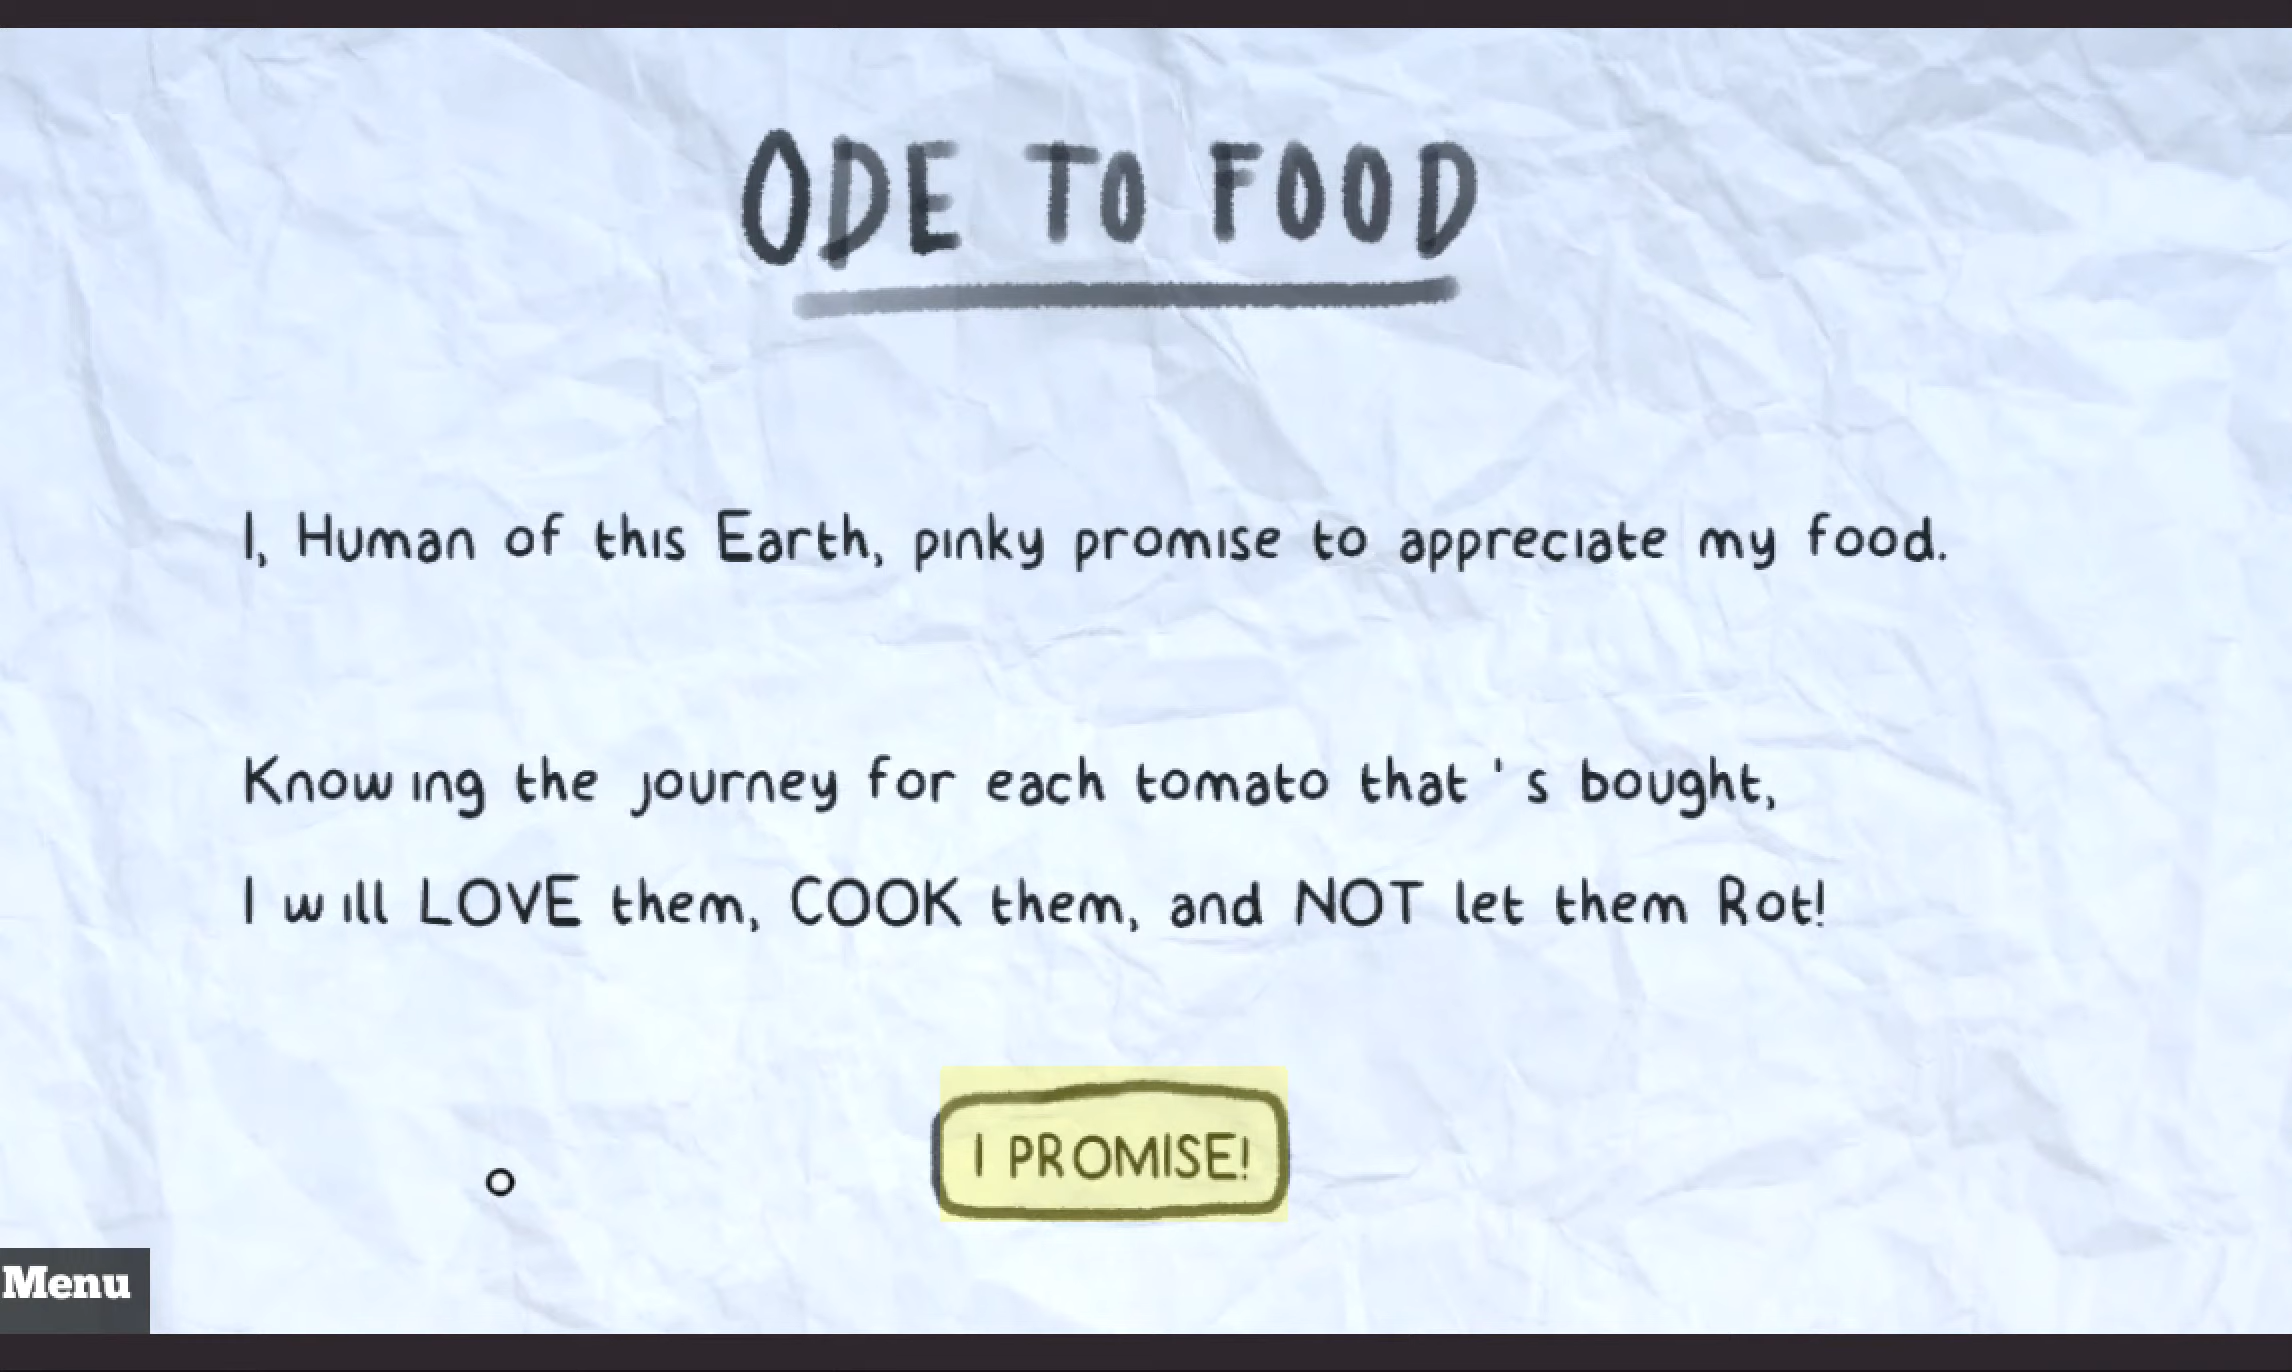 ODE TO FOOD
I, Human of this Earth, pinky promise to appreciate my food.
Knowing the journey for each tomato that's bought,
I will LOVE them, COOK them, and NOT let them Rot!
I PROMISE!
Menu